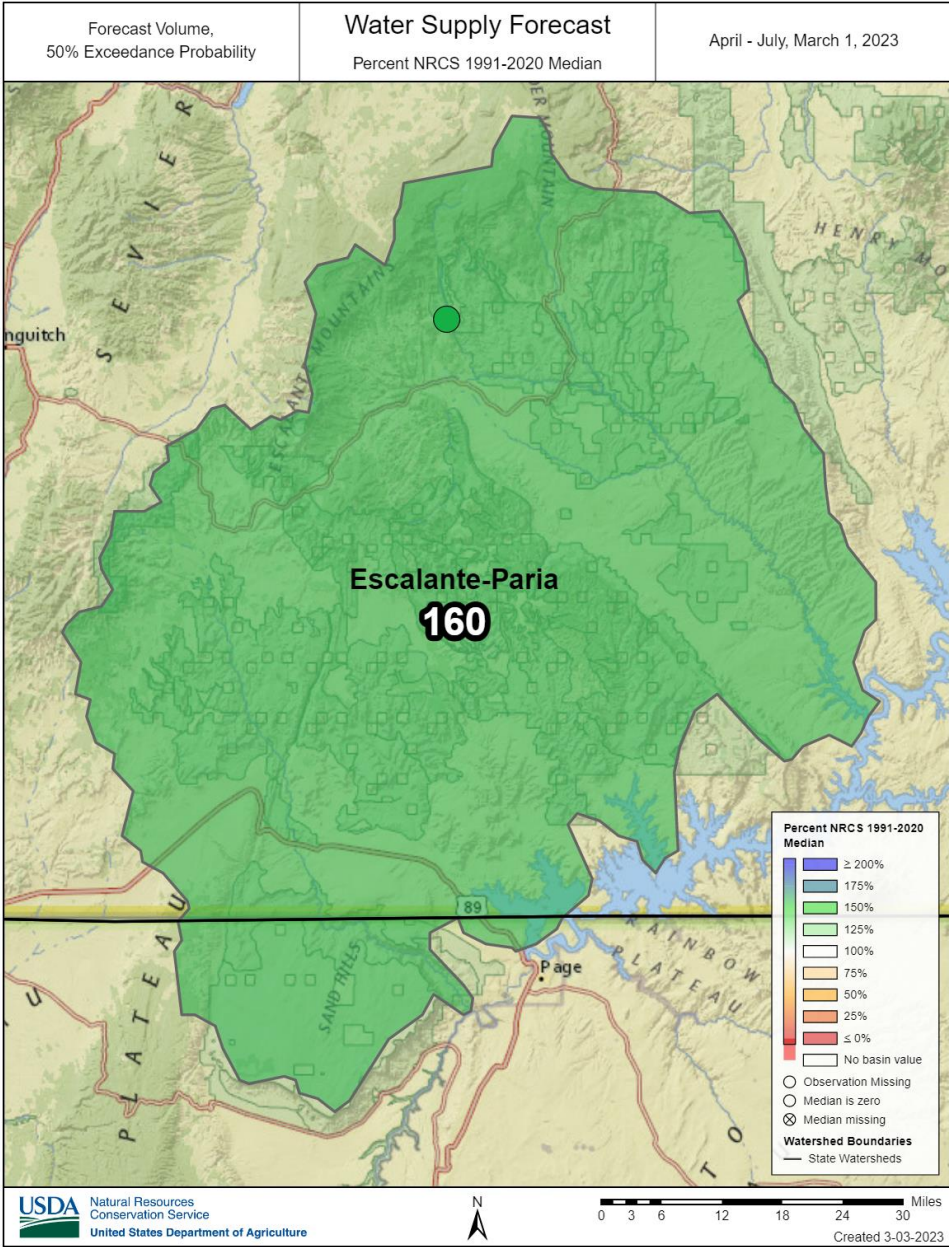 Forecast Volume,
50% Exceedance Probability
Water Supply Forecast
Percent NRCS 1991-2020 Median
April - July, March 1, 2023
SEVIER
DER MOUNTAIN
HENRY MO
nguitch
ESCALANTE MOUNTAINS
Escalante-Paria
160
89
Page
SAND HILLS
RAINBOW
PLATEAU
U
PLATEAU
TO
Percent NRCS 1991-2020
Median
≥ 200%
175%
150%
125%
100%
75%
50%
25%
≤ 0%
No basin value
Observation Missing
Median is zero
Median missing
Watershed Boundaries
State Watersheds
USDA
Natural Resources
Conservation Service
United States Department of Agriculture
N
Miles
0 3 6 12 18 24 30
Created 3-03-2023